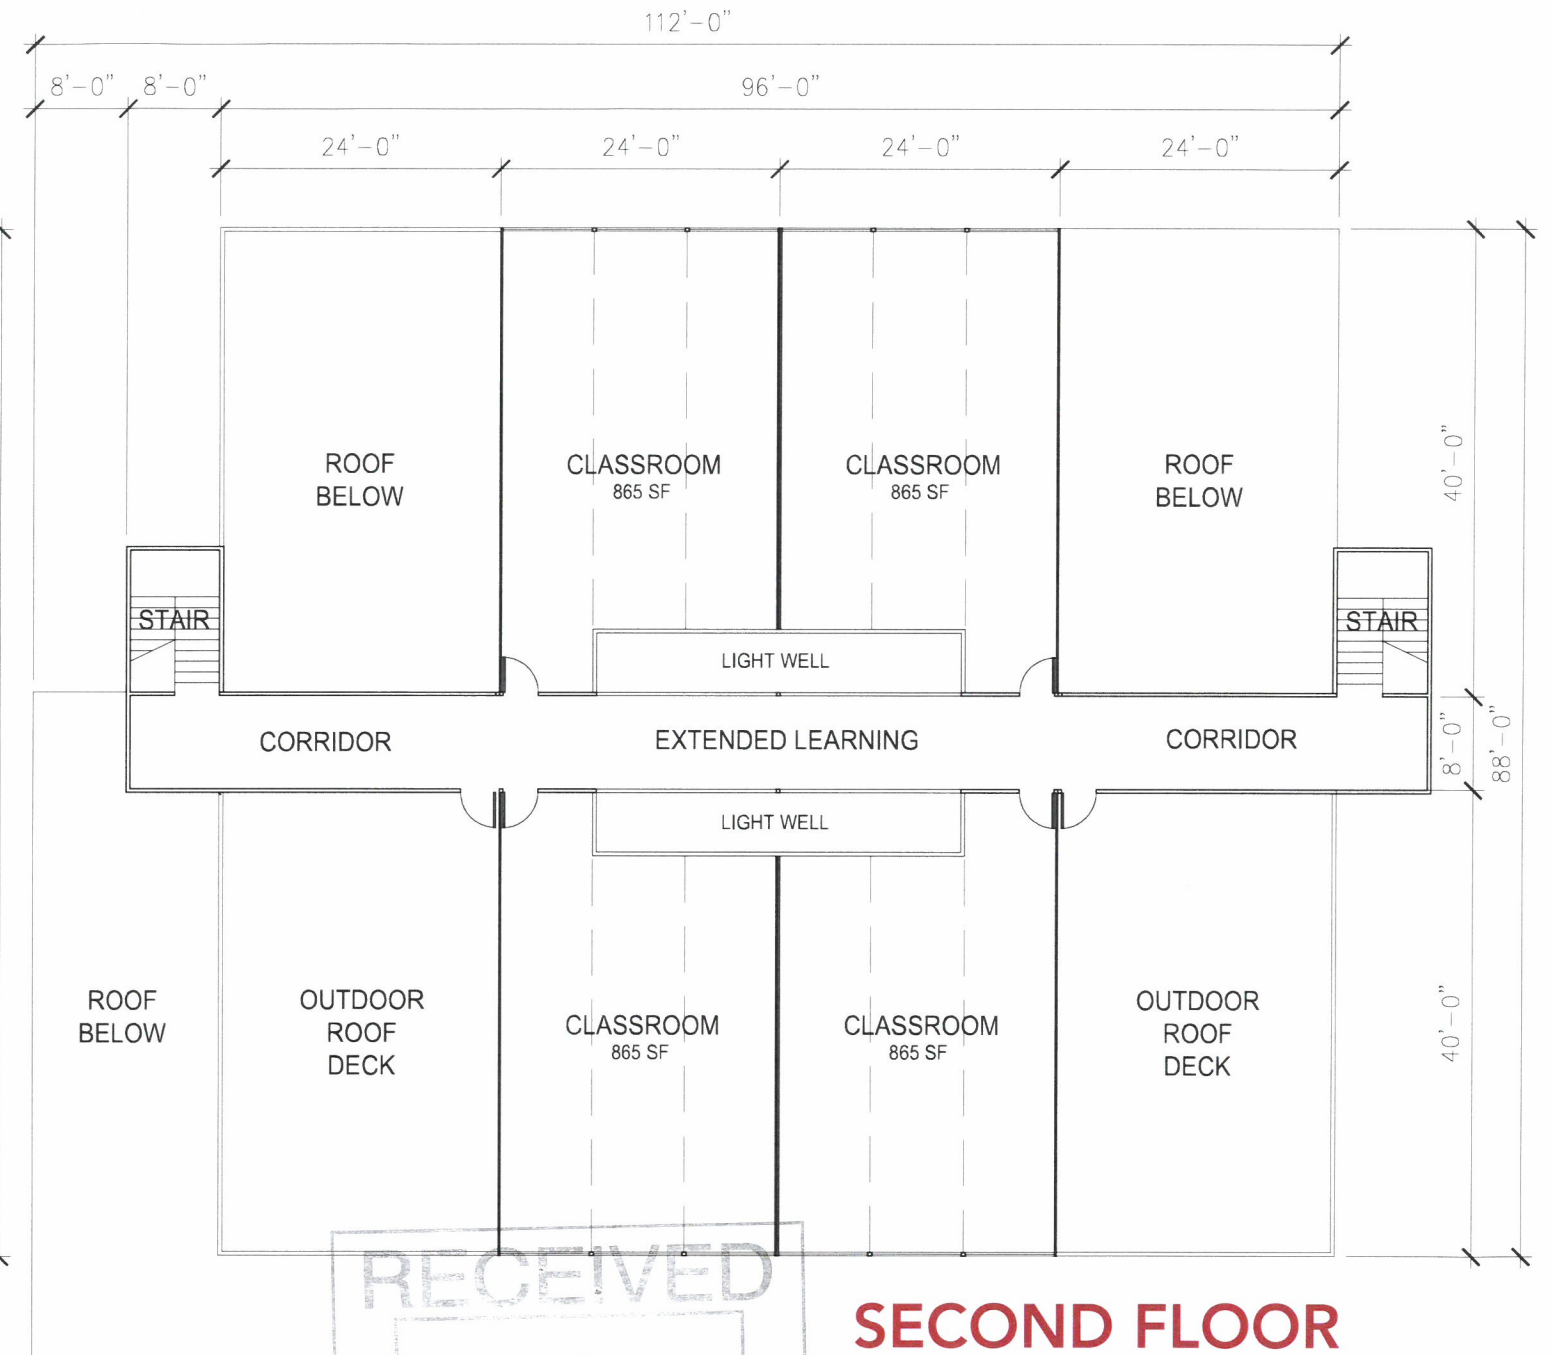 112'-0"
8'-0" 8'-0" 96'-0"
24'-0" 24'-0" 24'-0" 24'-0"
ROOF
BELOW
CLASSROOM
865 SF
CLASSROOM
865 SF
ROOF
BELOW
40'-0"
STAIR
STAIR
LIGHT WELL
CORRIDOR
EXTENDED LEARNING
CORRIDOR
8'-0"
88'-0"
LIGHT WELL
ROOF
BELOW
OUTDOOR
ROOF
DECK
CLASSROOM
865 SF
CLASSROOM
865 SF
OUTDOOR
ROOF
DECK
40'-0"
RECEIVED
SECOND FLOOR